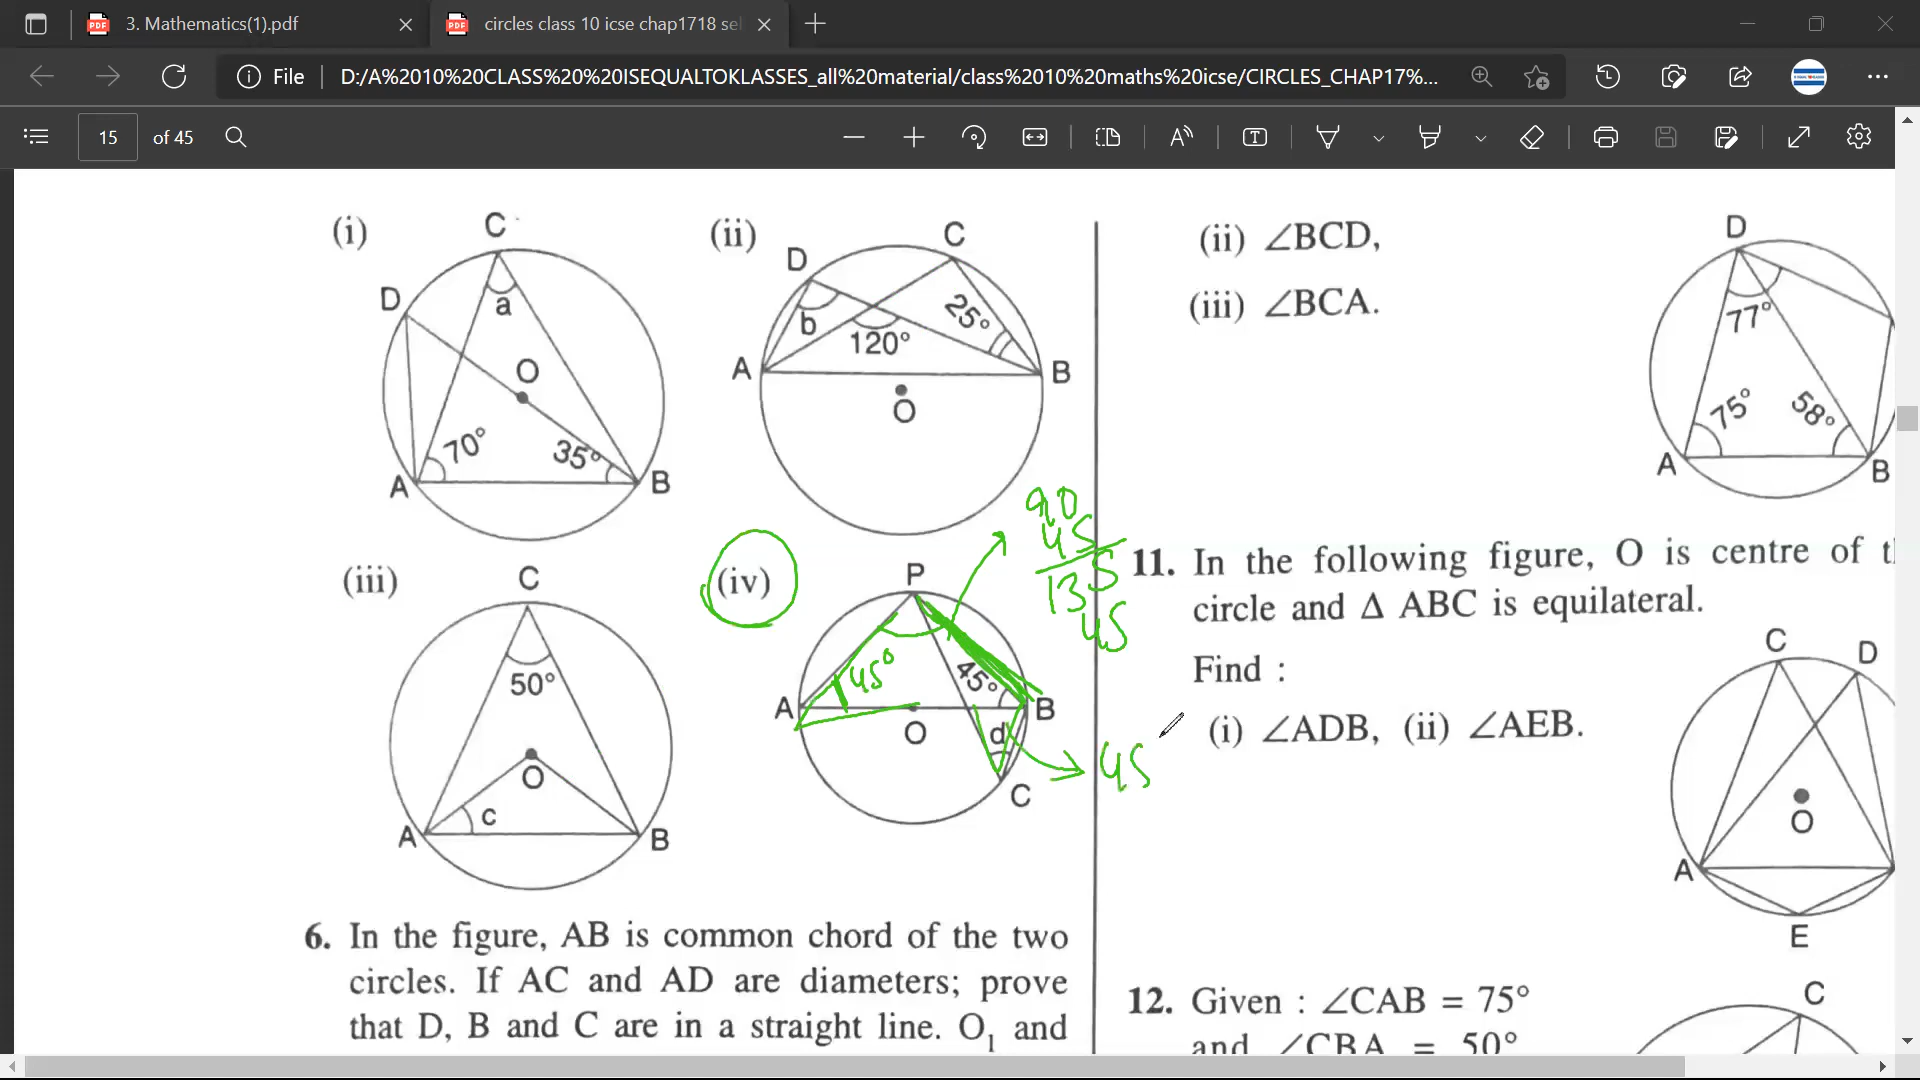 3. Mathematics(1).pdf
circles class 10 icse chap1718 sel
File
D:/A%2010%20CLASS%20%20ISEQUALTOKLASSES_all%20material/class%2010%20maths%20icse/CIRCLES_CHAP17%...
15 of 45
(i)
C
D
a
O
70°
35°
A
B
(ii)
C
D
b
25°
120°
A
B
O
(iii)
C
50°
O
c
A
B
(iv)
P
45°
45°
A
O
B
d
C
90
45
135
45
45
6. In the figure, AB is common chord of the two
circles. If AC and AD are diameters; prove
that D, B and C are in a straight line. O₁ and
(ii) ∠BCD,
(iii) ∠BCA.
D
77°
75°
58°
A
B
11. In the following figure, O is centre of
circle and Δ ABC is equilateral.
Find :
(i) ∠ADB, (ii) ∠AEB.
C
D
O
A
E
12. Given : ∠CAB = 75°
and ∠CBA = 50°
C